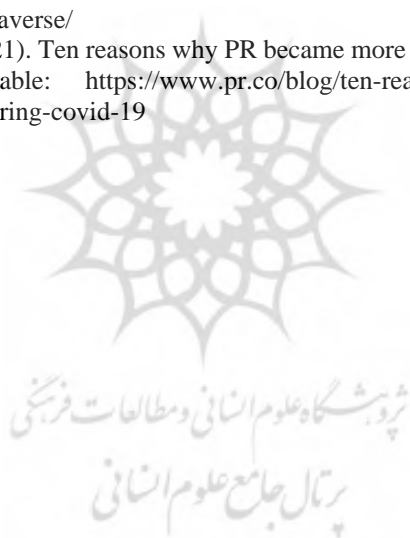 averse/
21). Ten reasons why PR became more
able: https://www.pr.co/blog/ten-rea
ring-covid-19
پژوهشگاه علوم انسانی و مطالعات فرهنگی
پرتال جامع علوم انسانی